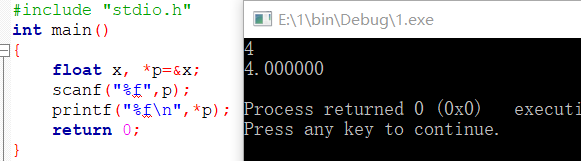 #include "stdio.h"
int main()
{
    float x, *p=&x;
    scanf("%f",p);
    printf("%f\n",*p);
    return 0;
}
E:\1\bin\Debug\1.exe
4
4.000000
Process returned 0 (0x0)   executi
Press any key to continue.